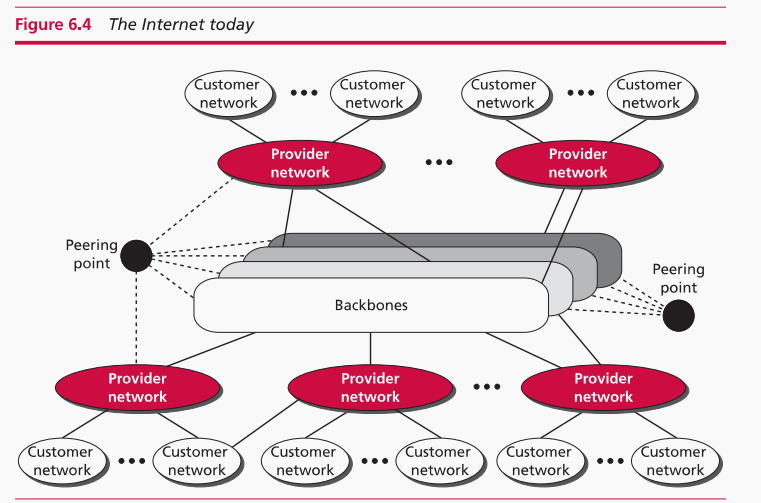 Figure 6.4 The Internet today
Customer
network
Customer
network
Customer
network
Customer
network
Provider
network
Provider
network
Peering
point
Peering
point
Backbones
Provider
network
Provider
network
Provider
network
Customer
network
Customer
network
Customer
network
Customer
network
Customer
network
Customer
network